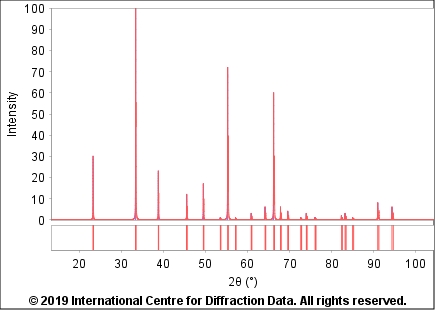 100
90
80
70
60
50
40
30
20
10
0
Intensity
20 30 40 50 60 70 80 90 100
2θ (°)
© 2019 International Centre for Diffraction Data. All rights reserved.